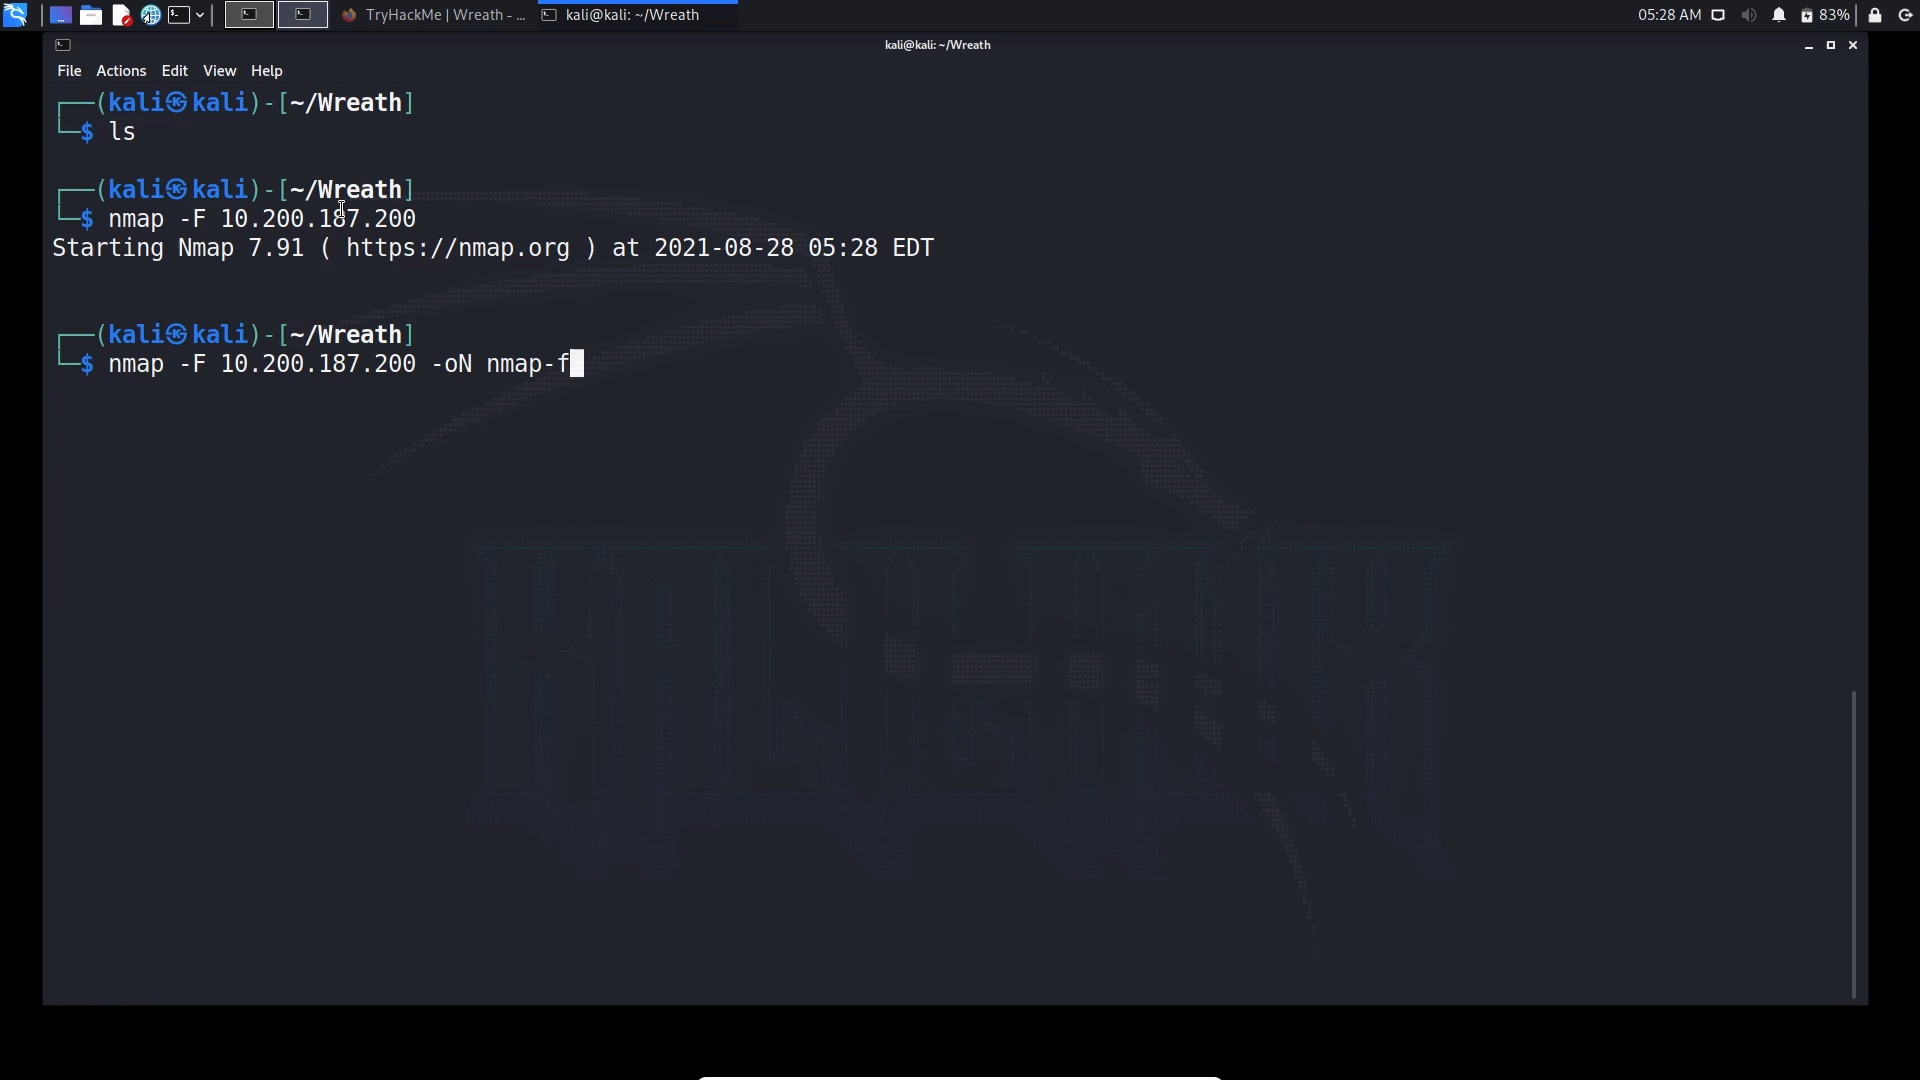 TryHackMe | Wreath - ... kali@kali: ~/Wreath 05:28 AM 83%
kali@kali: ~/Wreath
File Actions Edit View Help
┌──(kali㉿kali)-[~/Wreath]
└─$ ls
┌──(kali㉿kali)-[~/Wreath]
└─$ nmap -F 10.200.187.200
Starting Nmap 7.91 ( https://nmap.org ) at 2021-08-28 05:28 EDT
┌──(kali㉿kali)-[~/Wreath]
└─$ nmap -F 10.200.187.200 -oN nmap-f